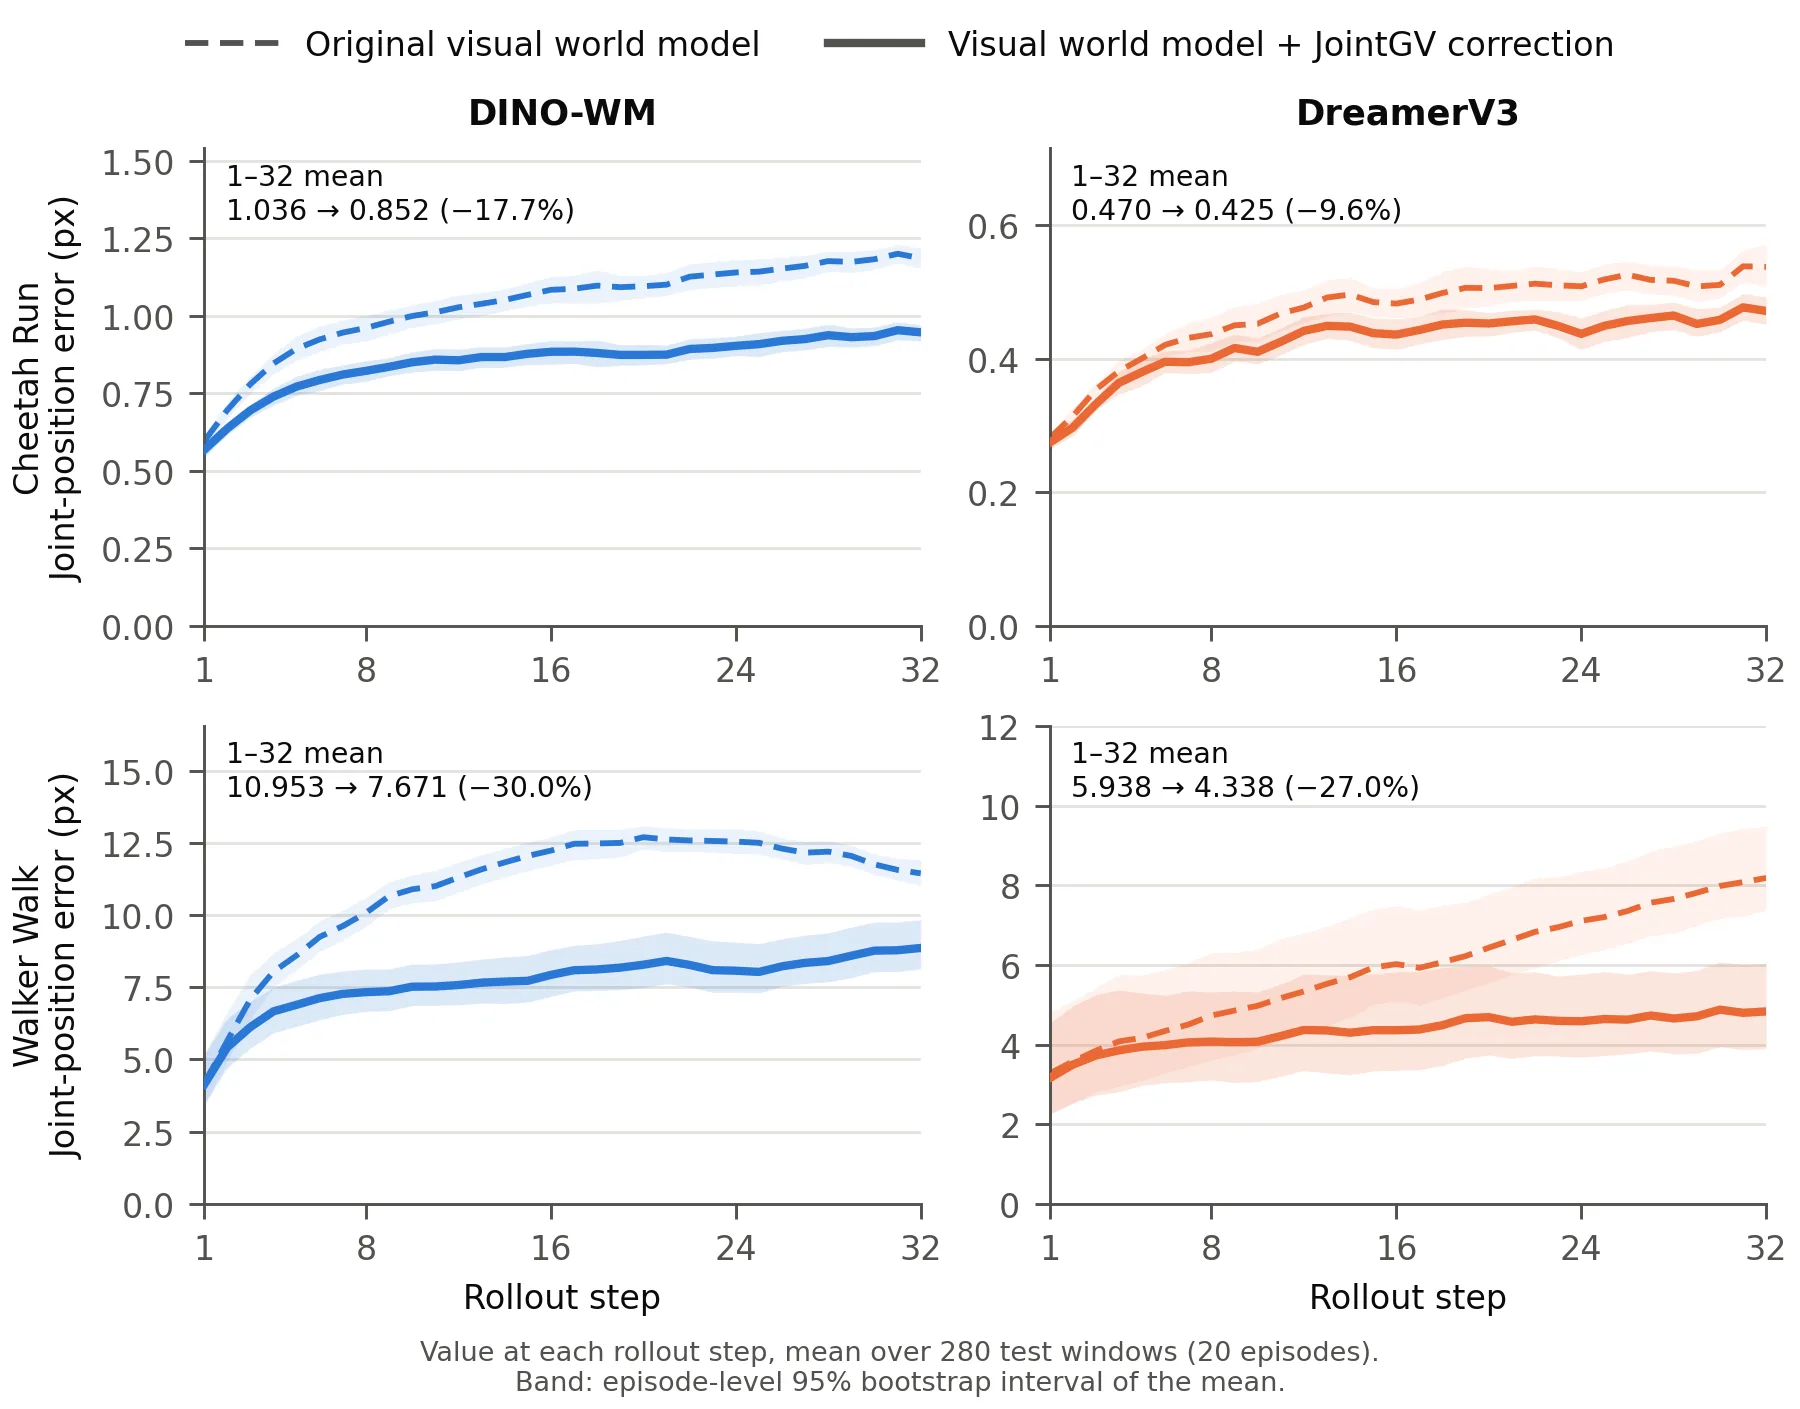 Original visual world model
Visual world model + JointGV correction
DINO-WM
DreamerV3
Cheetah Run
Joint-position error (px)
1.50
1.25
1.00
0.75
0.50
0.25
0.00
1–32 mean
1.036 → 0.852 (−17.7%)
1 8 16 24 32
0.6
0.4
0.2
0.0
1–32 mean
0.470 → 0.425 (−9.6%)
1 8 16 24 32
Walker Walk
Joint-position error (px)
15.0
12.5
10.0
7.5
5.0
2.5
0.0
1–32 mean
10.953 → 7.671 (−30.0%)
1 8 16 24 32
Rollout step
12
10
8
6
4
2
0
1–32 mean
5.938 → 4.338 (−27.0%)
1 8 16 24 32
Rollout step
Value at each rollout step, mean over 280 test windows (20 episodes).
Band: episode-level 95% bootstrap interval of the mean.